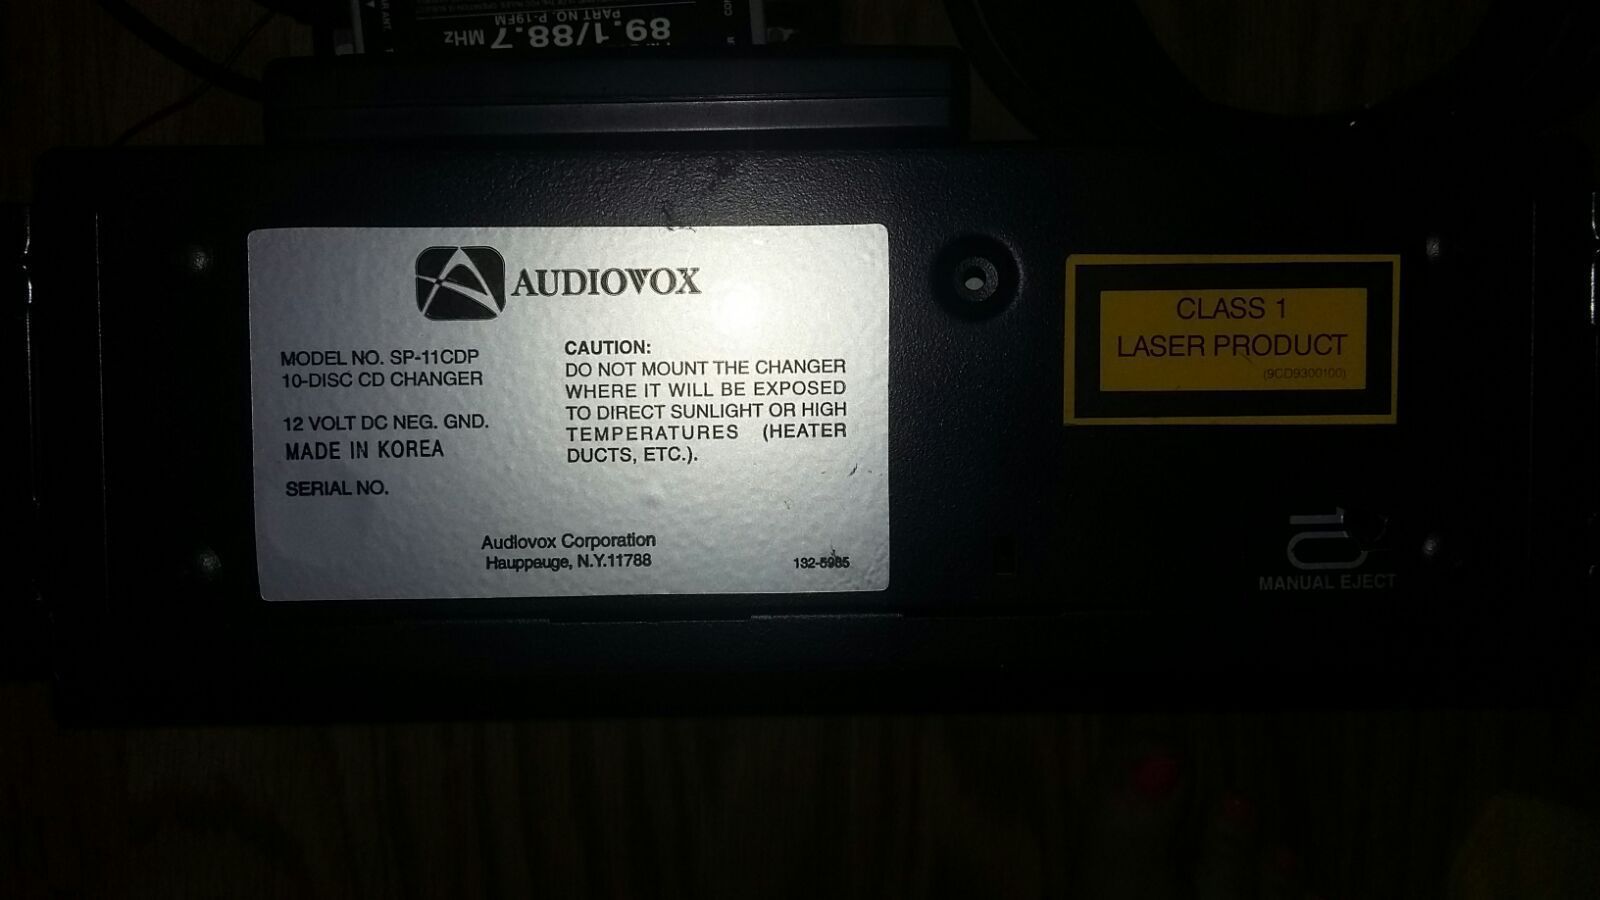 89.1/88.7 MHz
PART NO. P-19FM
AUDIOVOX
MODEL NO. SP-11CDP
10-DISC CD CHANGER
12 VOLT DC NEG. GND.
MADE IN KOREA
SERIAL NO.
CAUTION:
DO NOT MOUNT THE CHANGER
WHERE IT WILL BE EXPOSED
TO DIRECT SUNLIGHT OR HIGH
TEMPERATURES (HEATER
DUCTS, ETC.).
Audiovox Corporation
Hauppauge, N.Y.11788
132-5985
CLASS 1
LASER PRODUCT
(9CD9300100)
MANUAL EJECT